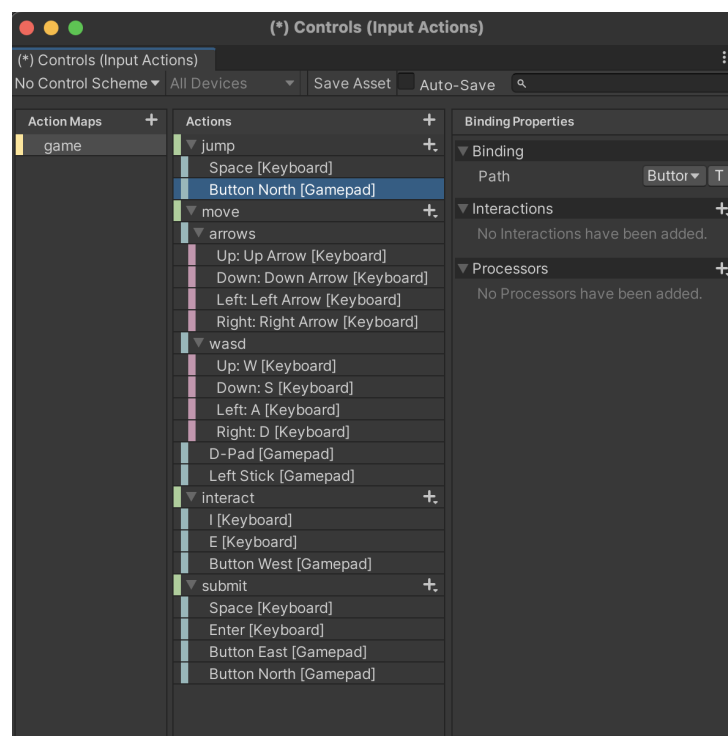 (*) Controls (Input Actions)
(*) Controls (Input Actions)
No Control Scheme All Devices Save Asset Auto-Save
Action Maps +
game
Actions +
jump +
Space [Keyboard]
Button North [Gamepad]
move +
arrows
Up: Up Arrow [Keyboard]
Down: Down Arrow [Keyboard]
Left: Left Arrow [Keyboard]
Right: Right Arrow [Keyboard]
wasd
Up: W [Keyboard]
Down: S [Keyboard]
Left: A [Keyboard]
Right: D [Keyboard]
D-Pad [Gamepad]
Left Stick [Gamepad]
interact +
I [Keyboard]
E [Keyboard]
Button West [Gamepad]
submit +
Space [Keyboard]
Enter [Keyboard]
Button East [Gamepad]
Button North [Gamepad]
Binding Properties
Binding
Path Buttor T
Interactions +
No Interactions have been added.
Processors +
No Processors have been added.